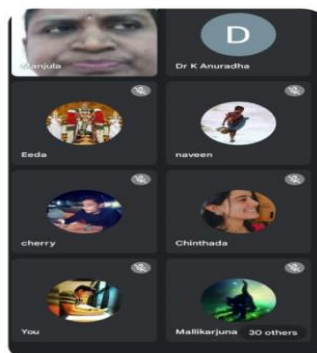 Manjula
D
Dr K Anuradha
Eeda
naveen
cherry
Chinthada
You
Mallikarjuna
30 others